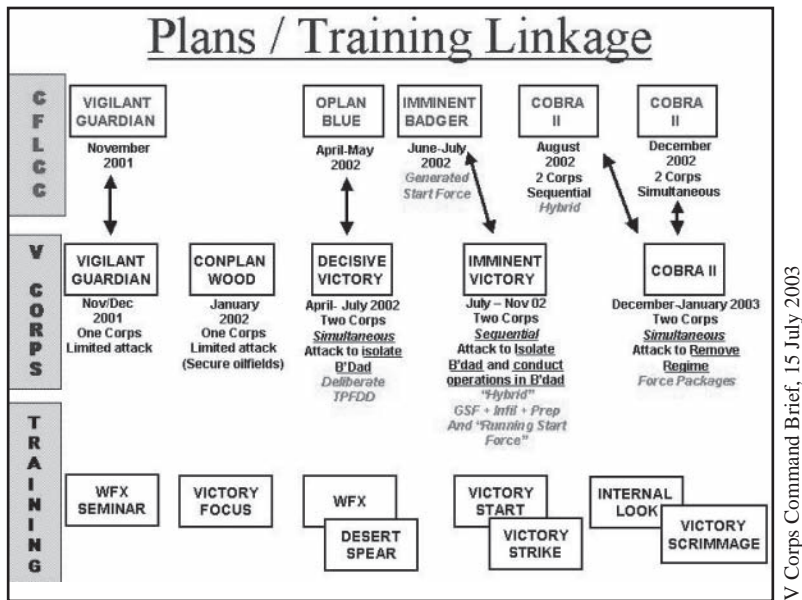 Plans / Training Linkage
CFLCC
VIGILANT
GUARDIAN
November
2001
OPLAN
BLUE
April-May
2002
IMMINENT
BADGER
June-July
2002
Generated
Start Force
COBRA
II
August
2002
2 Corps
Sequential
Hybrid
COBRA
II
December
2002
2 Corps
Simultaneous
V CORPS
VIGILANT
GUARDIAN
Nov/Dec
2001
One Corps
Limited attack
CONPLAN
WOOD
January
2002
One Corps
Limited attack
(Secure oilfields)
DECISIVE
VICTORY
April- July 2002
Two Corps
Simultaneous
Attack to isolate
B'Dad
Deliberate
TPFDD
IMMINENT
VICTORY
July – Nov 02
Two Corps
Sequential
Attack to Isolate
B'dad and conduct
operations in B'dad
"Hybrid"
GSF + Infil + Prep
And "Running Start
Force"
COBRA II
December-January 2003
Two Corps
Simultaneous
Attack to Remove
Regime
Force Packages
TRAINING
WFX
SEMINAR
VICTORY
FOCUS
WFX
DESERT
SPEAR
VICTORY
START
VICTORY
STRIKE
INTERNAL
LOOK
VICTORY
SCRIMMAGE
V Corps Command Brief, 15 July 2003